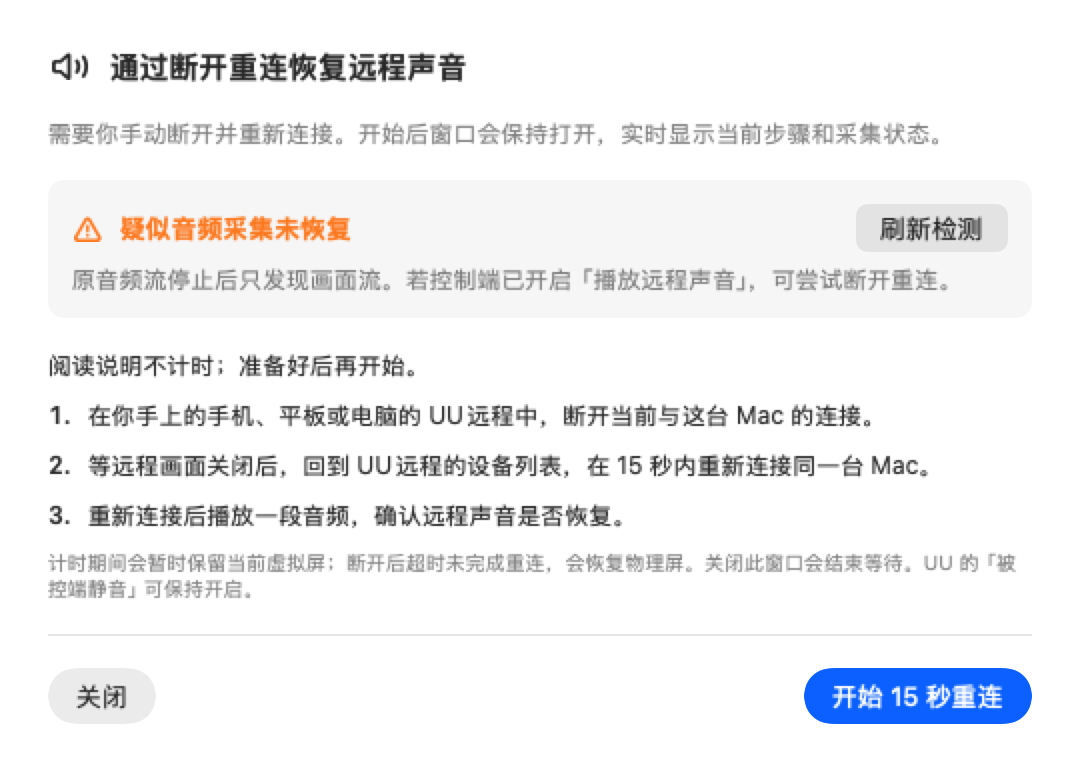 通过断开重连恢复远程声音
需要你手动断开并重新连接。开始后窗口会保持打开，实时显示当前步骤和采集状态。
疑似音频采集未恢复
刷新检测
原音频流停止后只发现画面流。若控制端已开启「播放远程声音」，可尝试断开重连。
阅读说明不计时；准备好后再开始。
1. 在你手上的手机、平板或电脑的 UU远程中，断开当前与这台 Mac 的连接。
2. 等远程画面关闭后，回到 UU远程的设备列表，在 15 秒内重新连接同一台 Mac。
3. 重新连接后播放一段音频，确认远程声音是否恢复。
计时期间会暂时保留当前虚拟屏；断开后超时未完成重连，会恢复物理屏。关闭此窗口会结束等待。UU 的「被
控端静音」可保持开启。
关闭
开始 15 秒重连